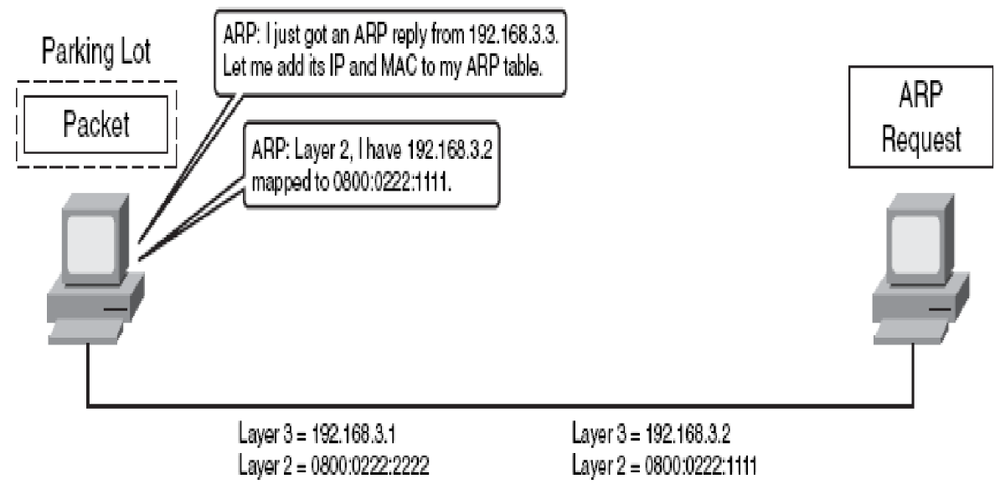 Parking Lot
Packet
ARP: I just got an ARP reply from 192.168.3.3.
Let me add its IP and MAC to my ARP table.
ARP: Layer 2, I have 192.168.3.2
mapped to 0800:0222:1111.
ARP
Request
Layer 3 = 192.168.3.1
Layer 2 = 0800:0222:2222
Layer 3 = 192.168.3.2
Layer 2 = 0800:0222:1111